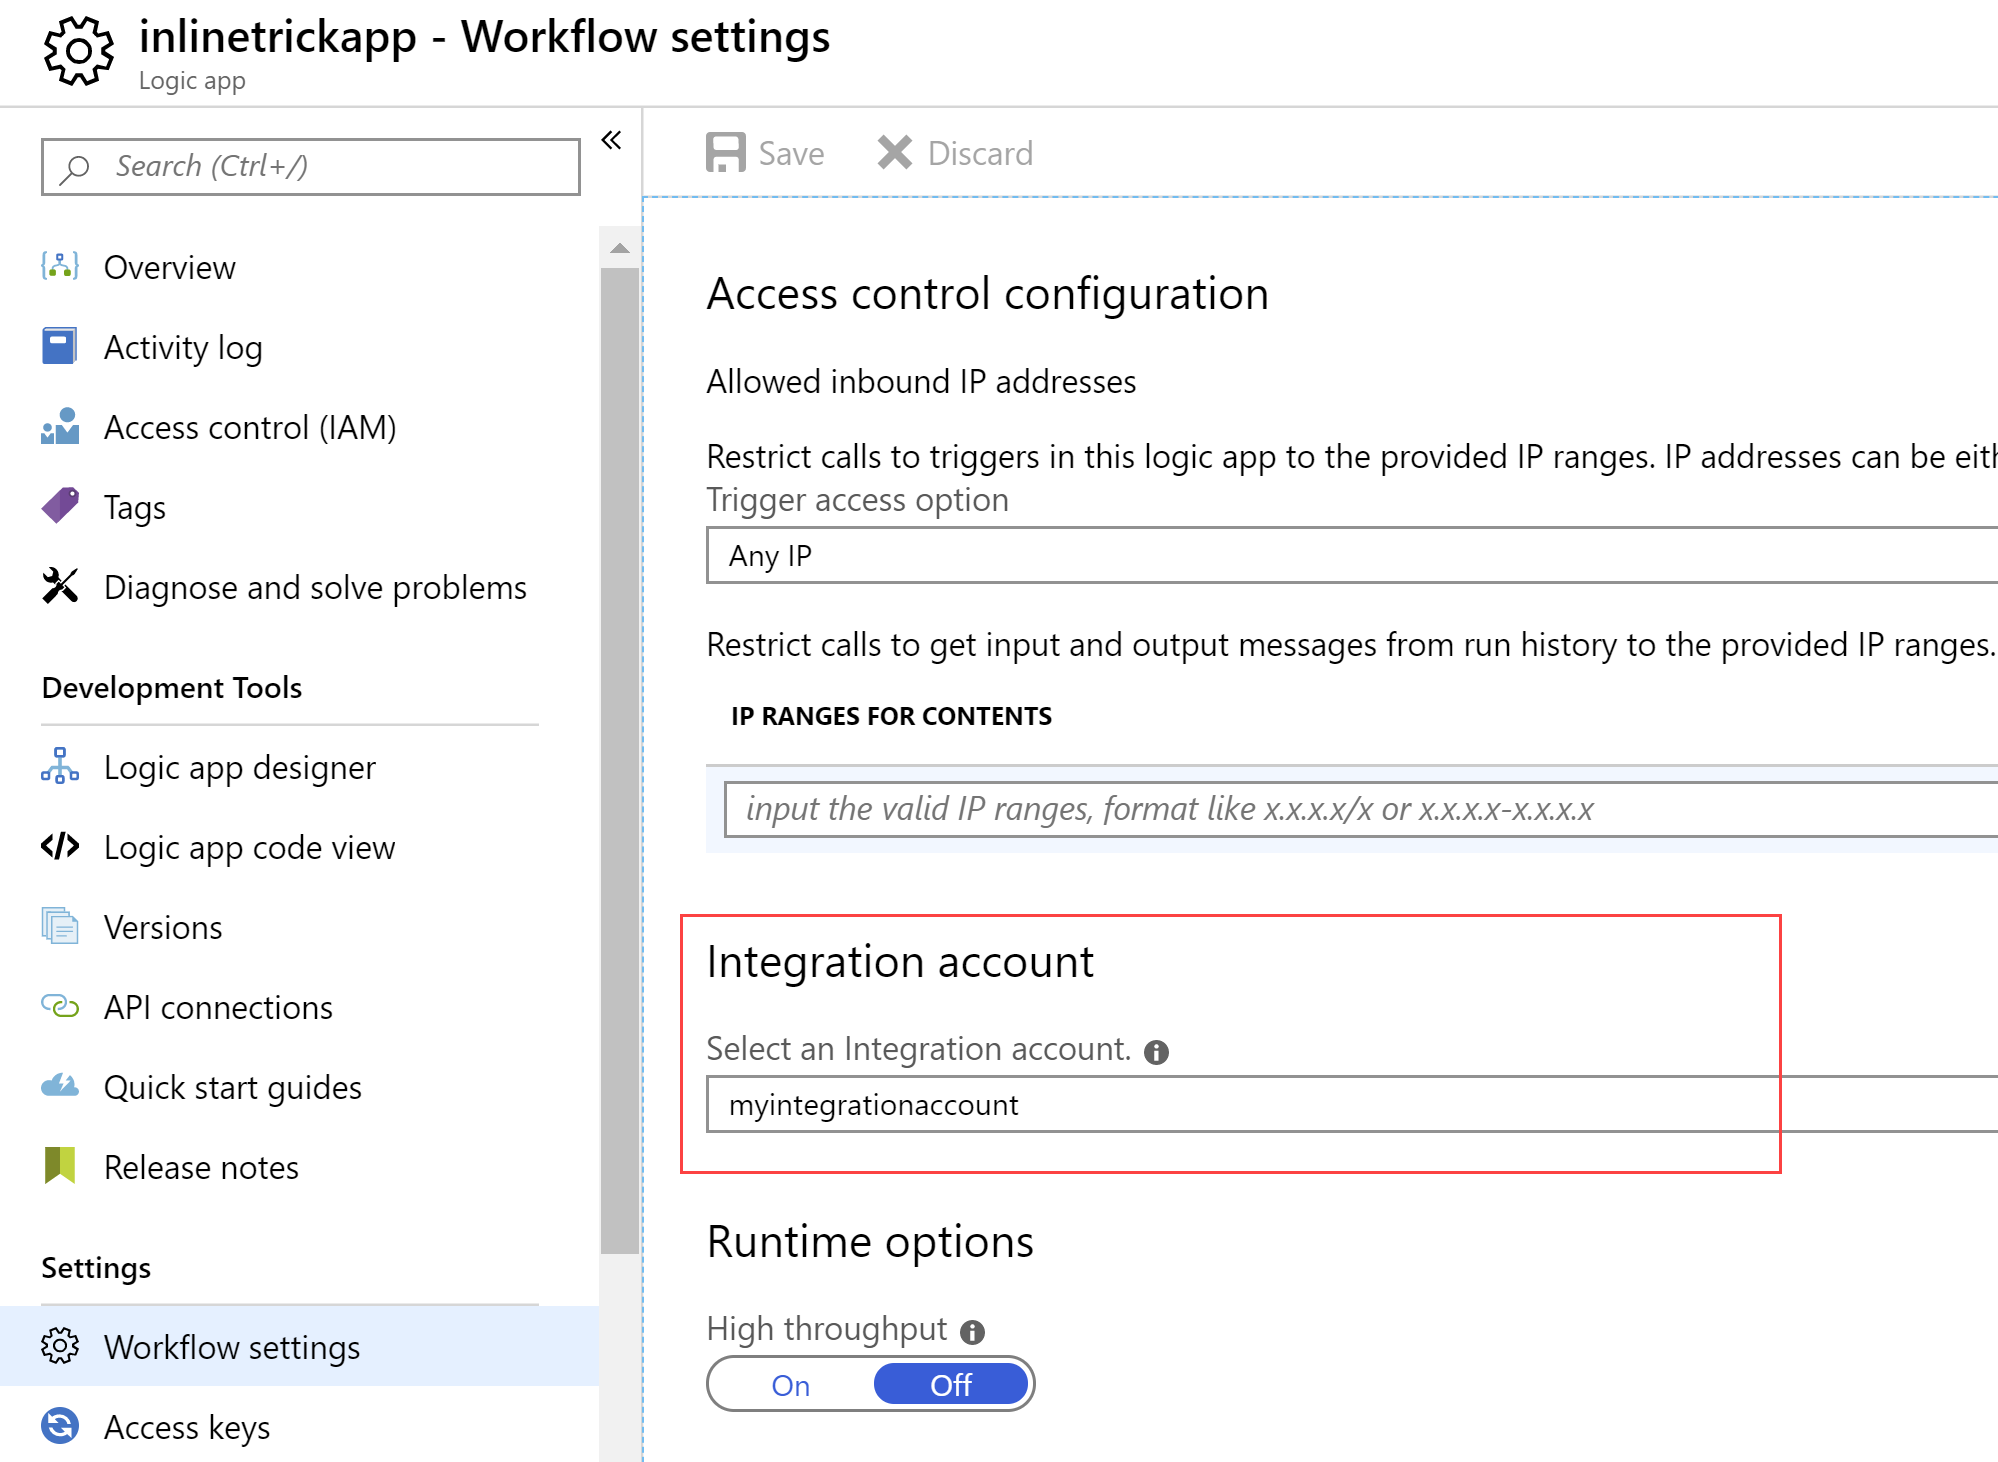 inlinetrickapp - Workflow settings
Logic app
Search (Ctrl+/)
Overview
Activity log
Access control (IAM)
Tags
Diagnose and solve problems
Development Tools
Logic app designer
Logic app code view
Versions
API connections
Quick start guides
Release notes
Settings
Workflow settings
Access keys
Save Discard
Access control configuration
Allowed inbound IP addresses
Restrict calls to triggers in this logic app to the provided IP ranges. IP addresses can be eith
Trigger access option
Any IP
Restrict calls to get input and output messages from run history to the provided IP ranges.
IP RANGES FOR CONTENTS
input the valid IP ranges, format like x.x.x.x/x or x.x.x.x-x.x.x.x
Integration account
Select an Integration account.
myintegrationaccount
Runtime options
High throughput
On Off